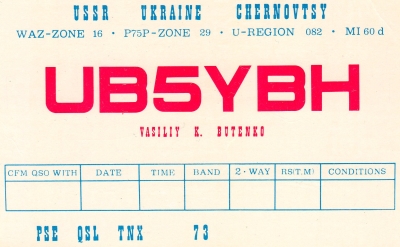 USSR UKRAINE CHERNOVTSY
WAZ-ZONE 16 · P75P-ZONE 29 · U-REGION 082 · MI 60 d
UB5YBH
VASILIY K. BUTENKO
CFM QSO WITH DATE TIME BAND 2·WAY RS(T.M) CONDITIONS
PSE QSL TNX 73